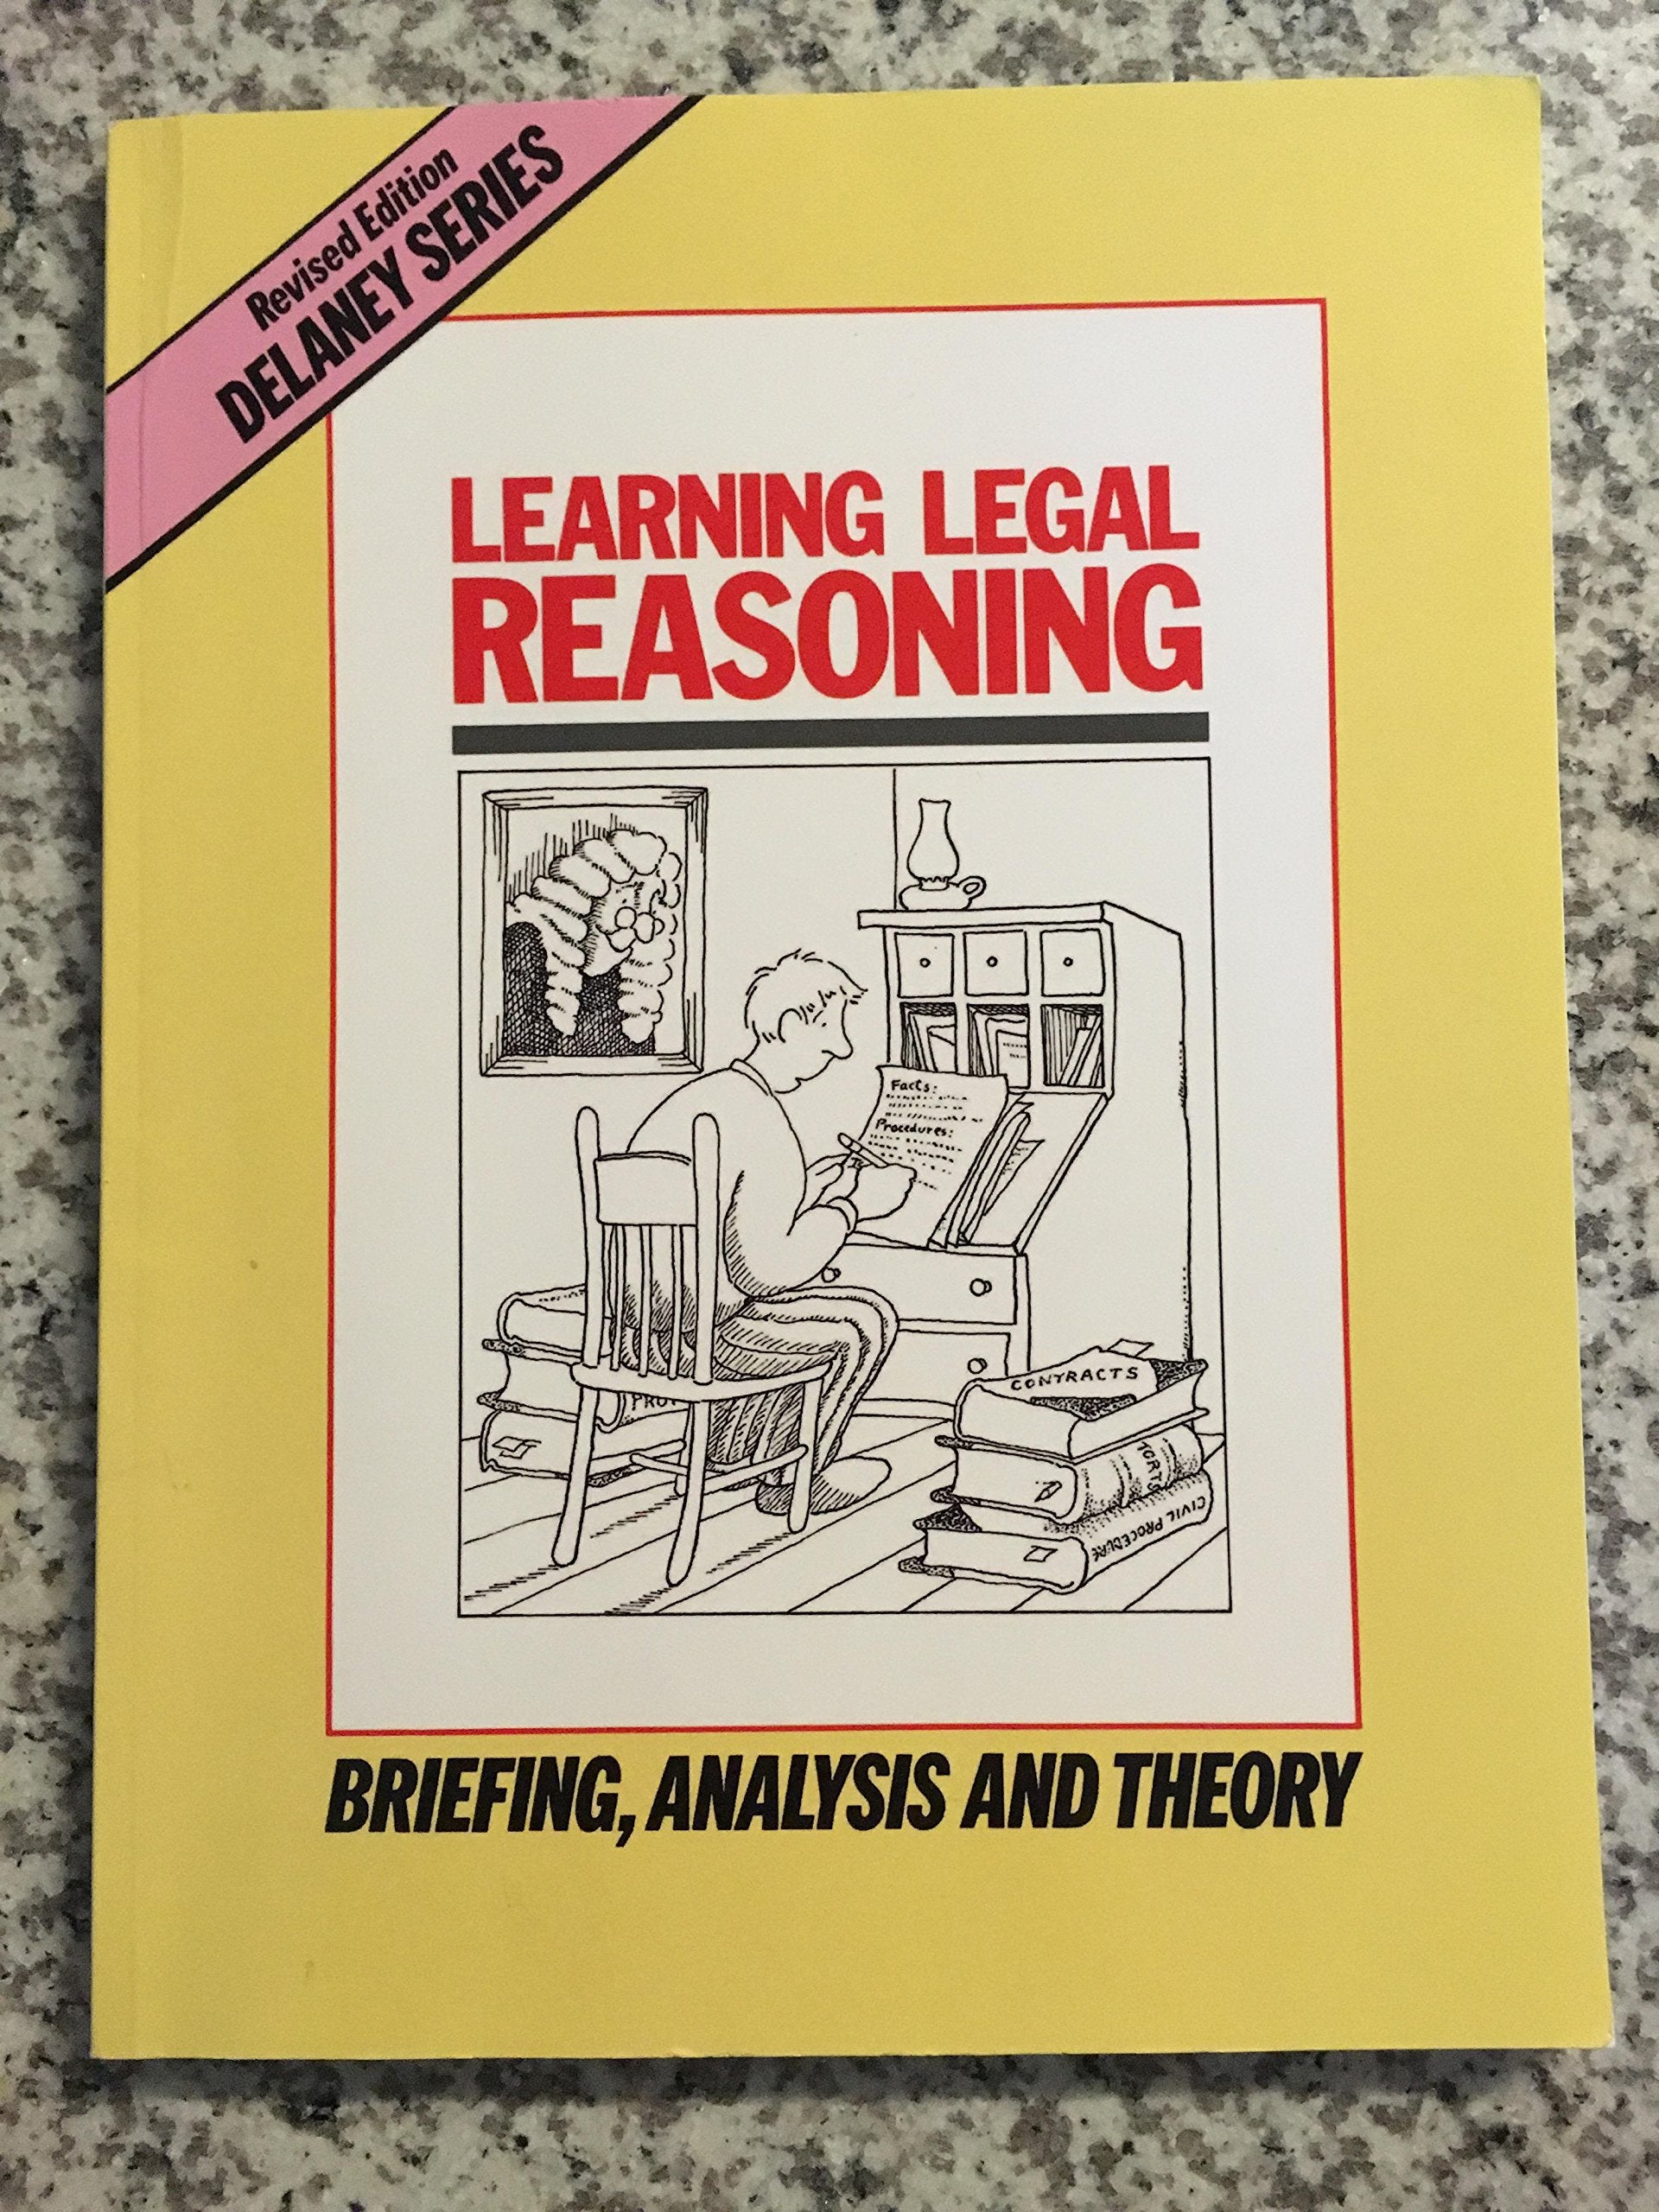 Revised Edition
DELANEY SERIES
LEARNING LEGAL
REASONING
Facts:
Procedures:
CONTRACTS
TORTS
CIVIL PROCEDURE
BRIEFING, ANALYSIS AND THEORY